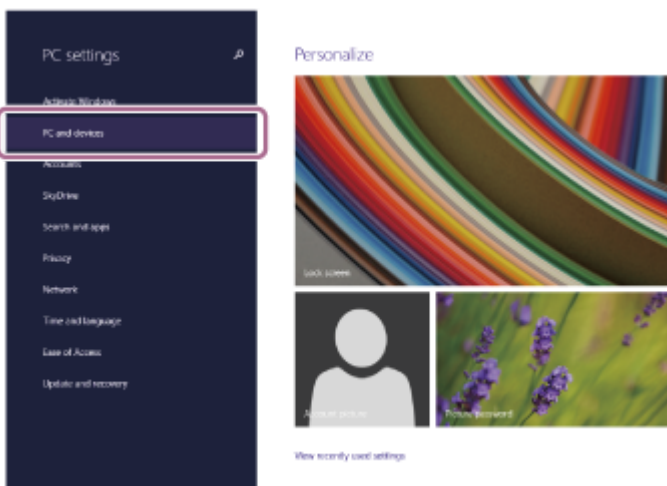 PC settings
Activate Windows
PC and devices
Accounts
SkyDrive
Search and apps
Privacy
Network
Time and language
Ease of Access
Update and recovery
Personalize
Lock screen
Account picture
Picture password
View recently used settings